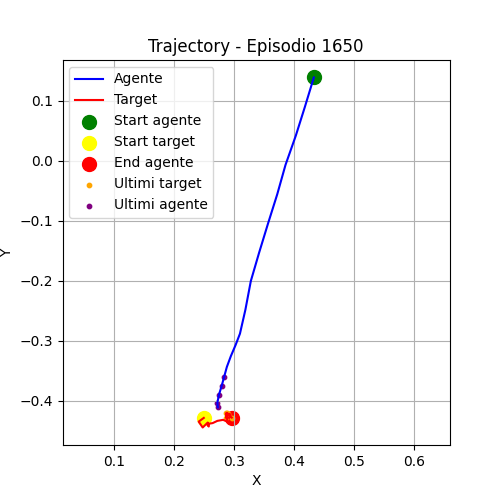 Trajectory - Episodio 1650
Agente
Target
Start agente
Start target
End agente
Ultimi target
Ultimi agente
0.1
0.0
−0.1
−0.2
−0.3
−0.4
Y
0.1 0.2 0.3 0.4 0.5 0.6
X